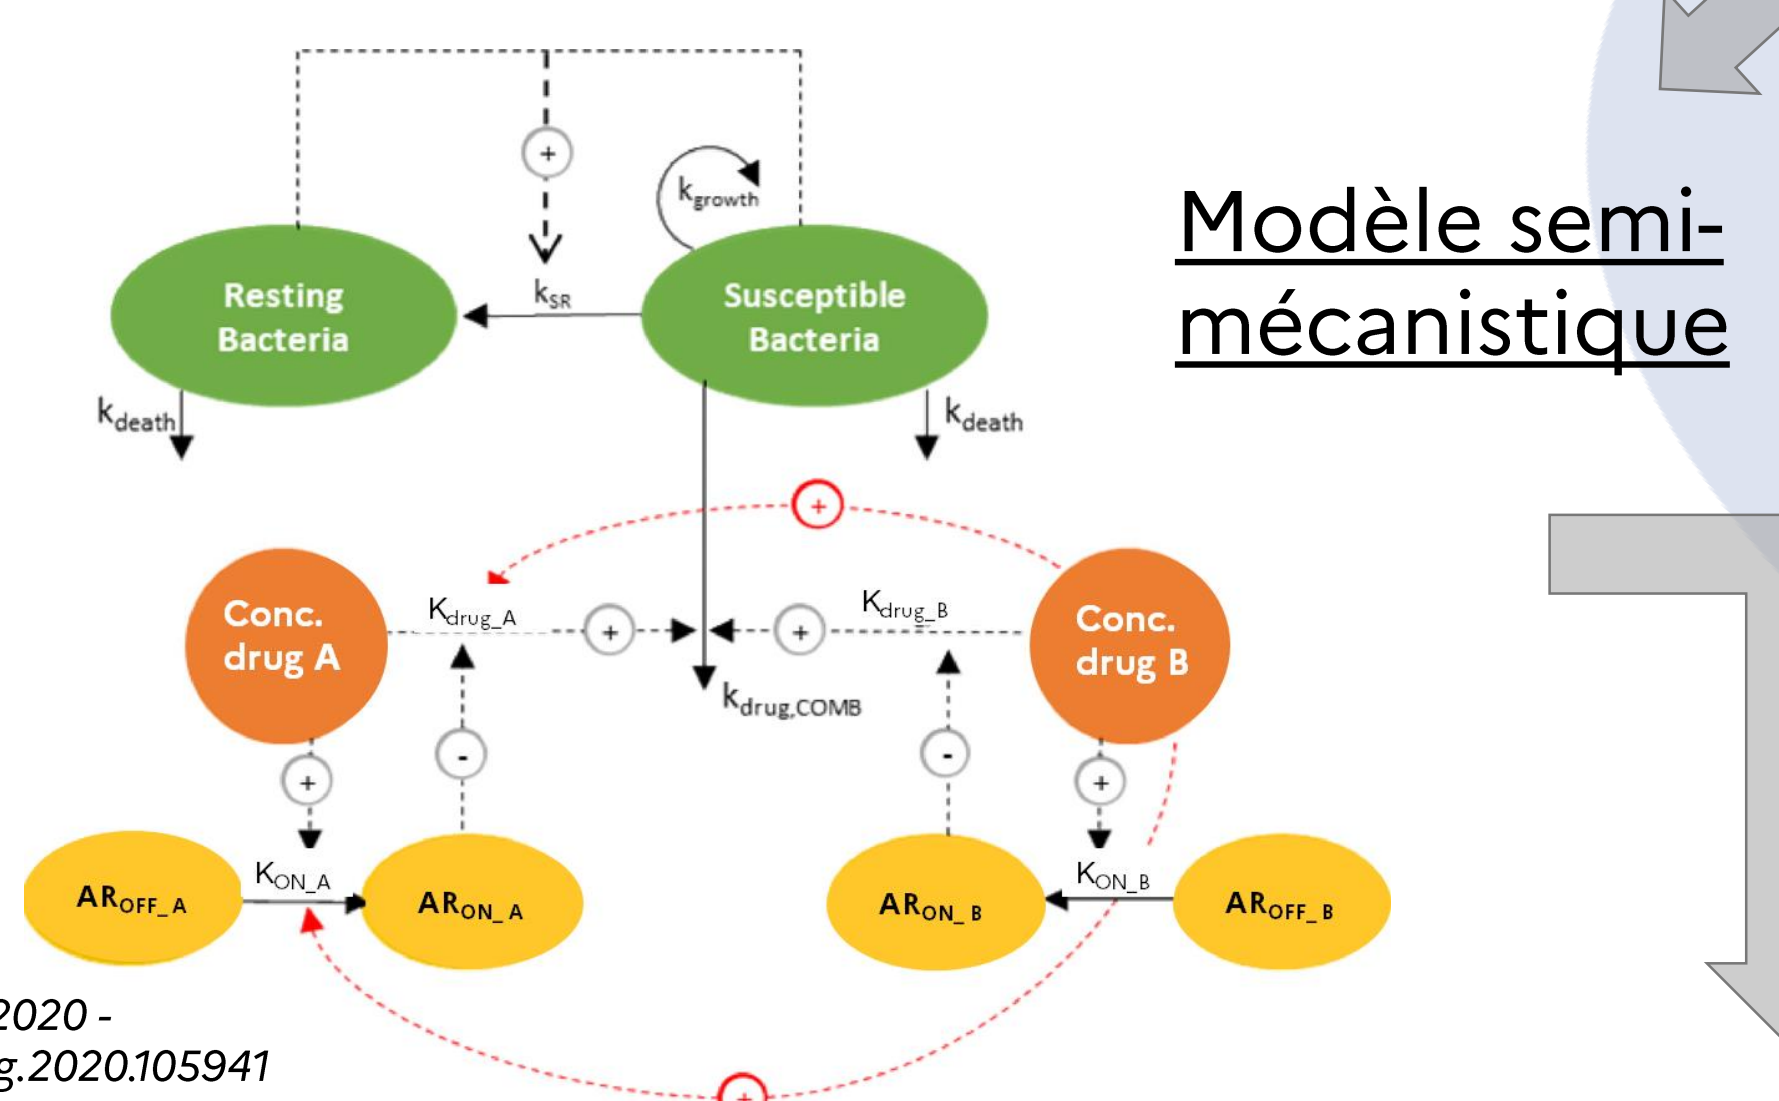 +
kgrowth
Modèle semi-
mécanistique
Resting
Bacteria
kSR
Susceptible
Bacteria
kdeath
kdeath
+
Conc.
drug A
Kdrug_A
+
+
Kdrug_B
Conc.
drug B
kdrug,COMB
+
-
-
+
AROFF_A
KON_A
ARON_A
ARON_B
KON_B
AROFF_B
2020 -
g.2020.105941
+